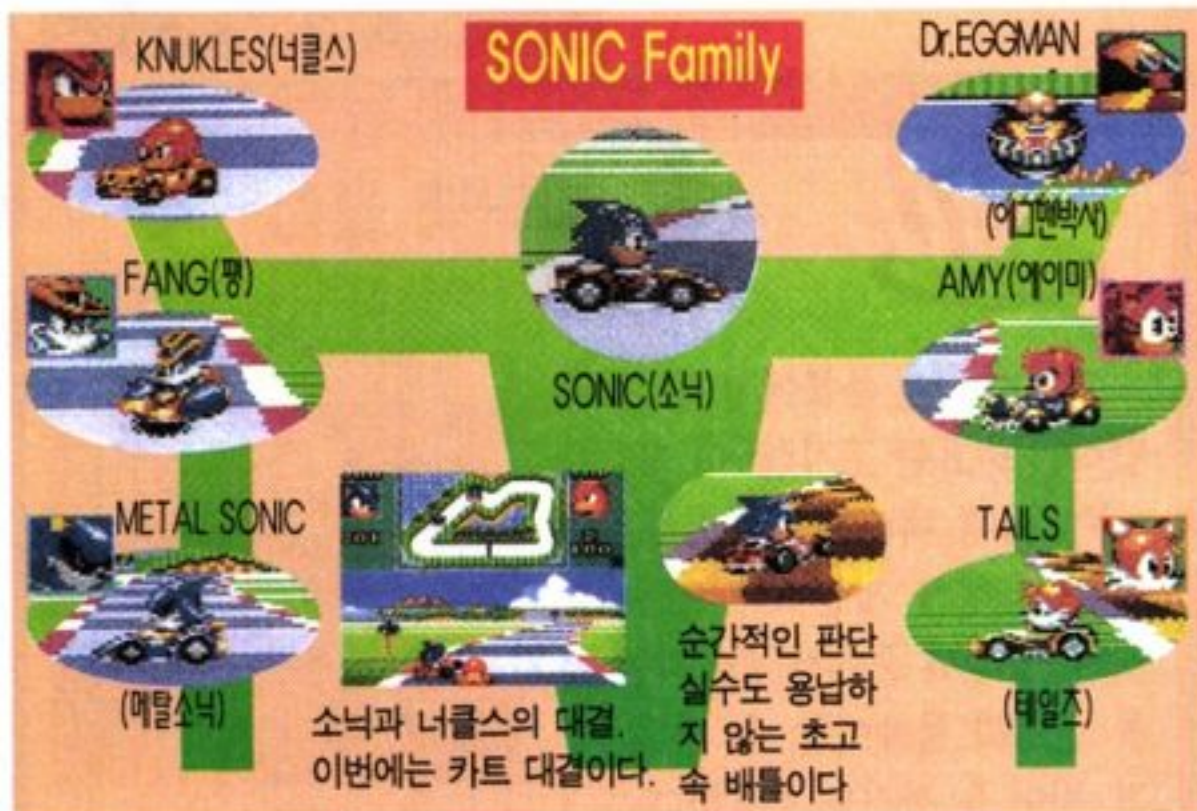 SONIC Family
KNUKLES(너클스)
Dr.EGGMAN
(에그맨박사)
FANG(팽)
AMY(에이미)
SONIC(소닉)
METAL SONIC
(메탈소닉)
TAILS
(테일즈)
소닉과 너클스의 대결.
이번에는 카트 대결이다.
순간적인 판단
실수도 용납하
지 않는 초고
속 배틀이다